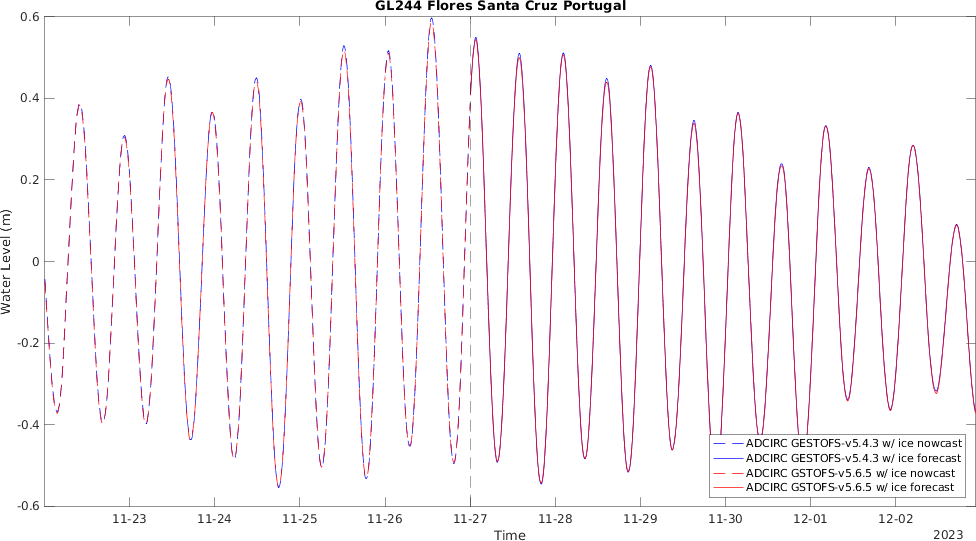 GL244 Flores Santa Cruz Portugal
0.6
0.4
0.2
0
-0.2
-0.4
-0.6
Water Level (m)
ADCIRC GESTOFS-v5.4.3 w/ ice nowcast
ADCIRC GESTOFS-v5.4.3 w/ ice forecast
ADCIRC GSTOFS-v5.6.5 w/ ice nowcast
ADCIRC GSTOFS-v5.6.5 w/ ice forecast
11-23 11-24 11-25 11-26 11-27 11-28 11-29 11-30 12-01 12-02
Time
2023